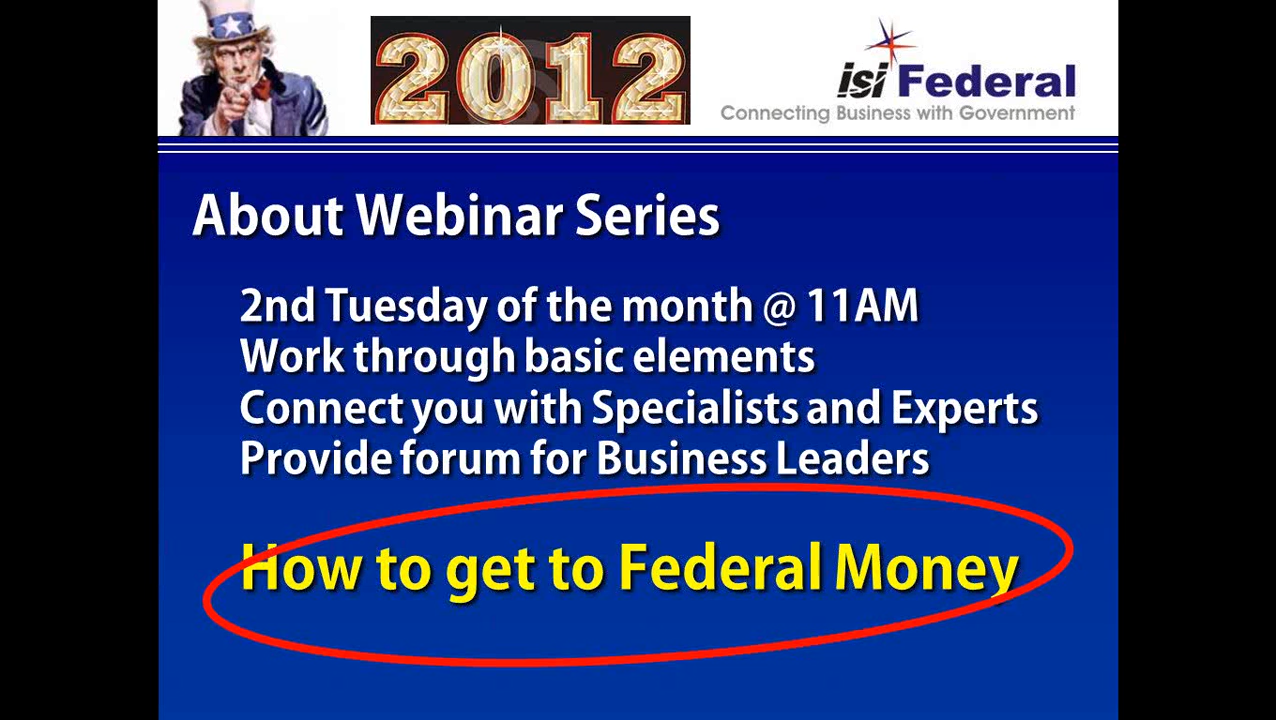 2012
isi Federal
Connecting Business with Government
About Webinar Series
2nd Tuesday of the month @ 11AM
Work through basic elements
Connect you with Specialists and Experts
Provide forum for Business Leaders
How to get to Federal Money